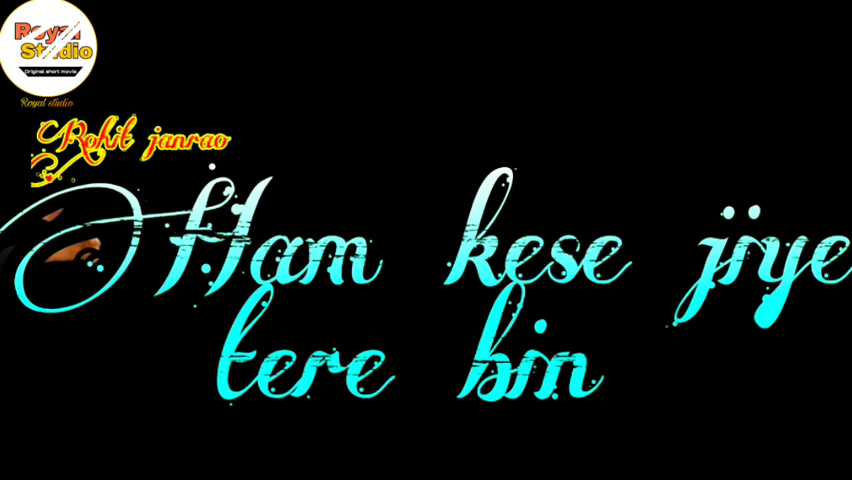 Royal
Studio
Original short movie
Royal studio
Rohit janrao
Ham kese jiye
tere bin